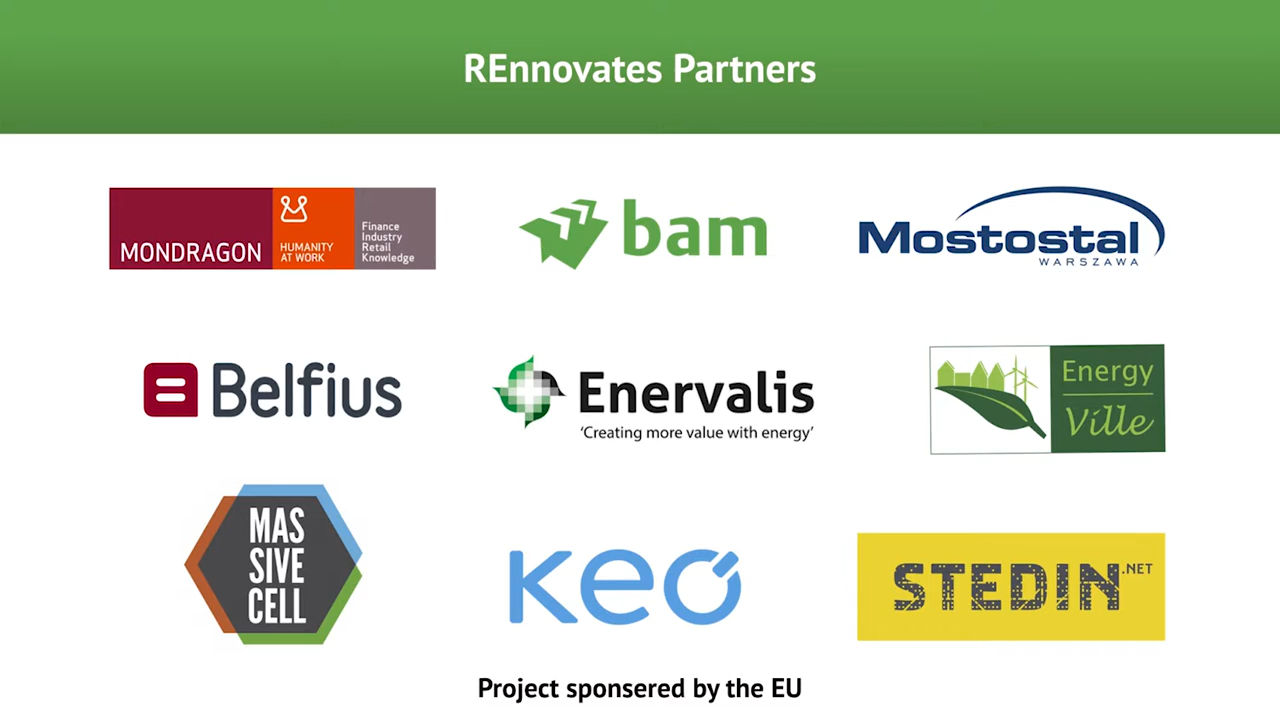 REnnovates Partners
MONDRAGON
HUMANITY
AT WORK
Finance
Industry
Retail
Knowledge
bam
Mostostal
WARSZAWA
Belfius
Enervalis
‘Creating more value with energy’
Energy
Ville
MAS
SIVE
CELL
keo
STEDIN.NET
Project sponsered by the EU